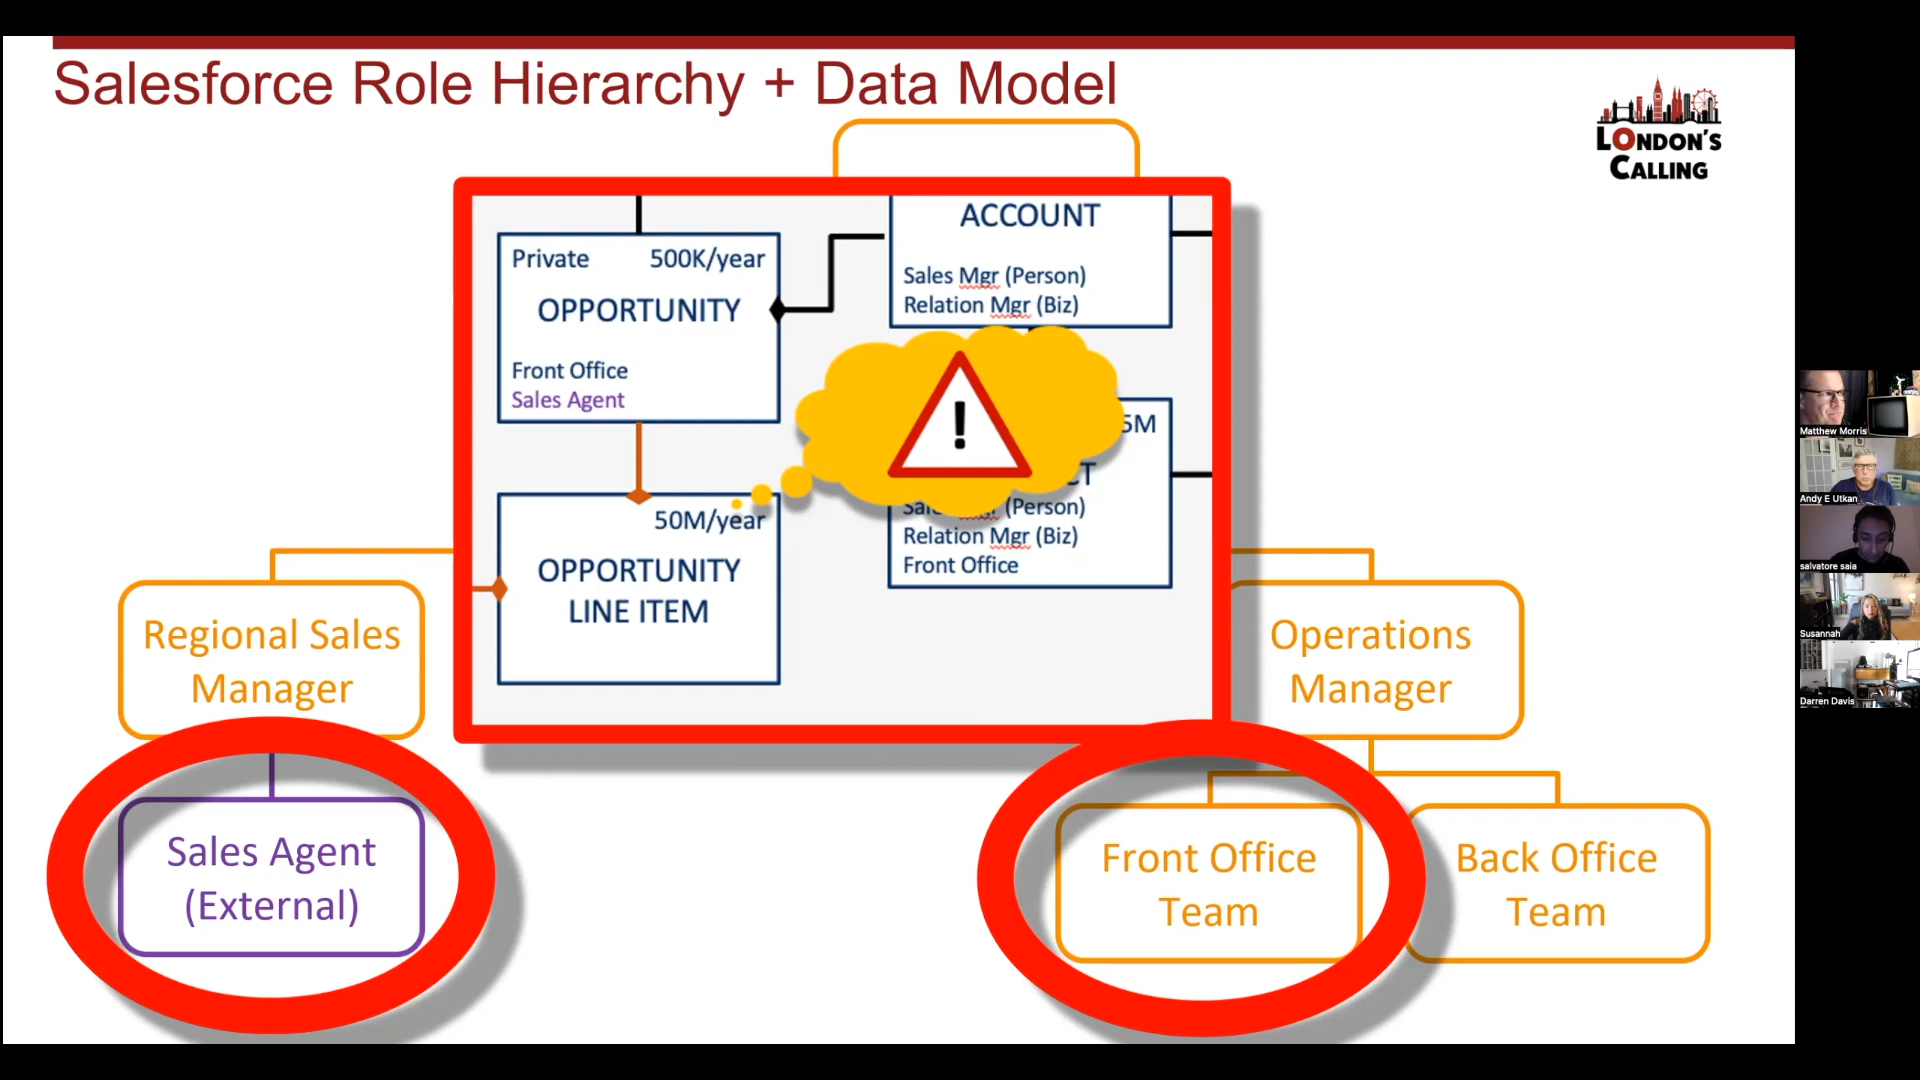 Salesforce Role Hierarchy + Data Model
LONDON'S
CALLING
Private 500K/year
OPPORTUNITY
Front Office
Sales Agent
ACCOUNT
Sales Mgr (Person)
Relation Mgr (Biz)
!
5M
CT
(Person)
Relation Mgr (Biz)
Front Office
50M/year
OPPORTUNITY
LINE ITEM
Regional Sales
Manager
Operations
Manager
Sales Agent
(External)
Front Office
Team
Back Office
Team
Matthew Morris
Andy E Utkan
salvatore saia
Susannah
Darren Davis